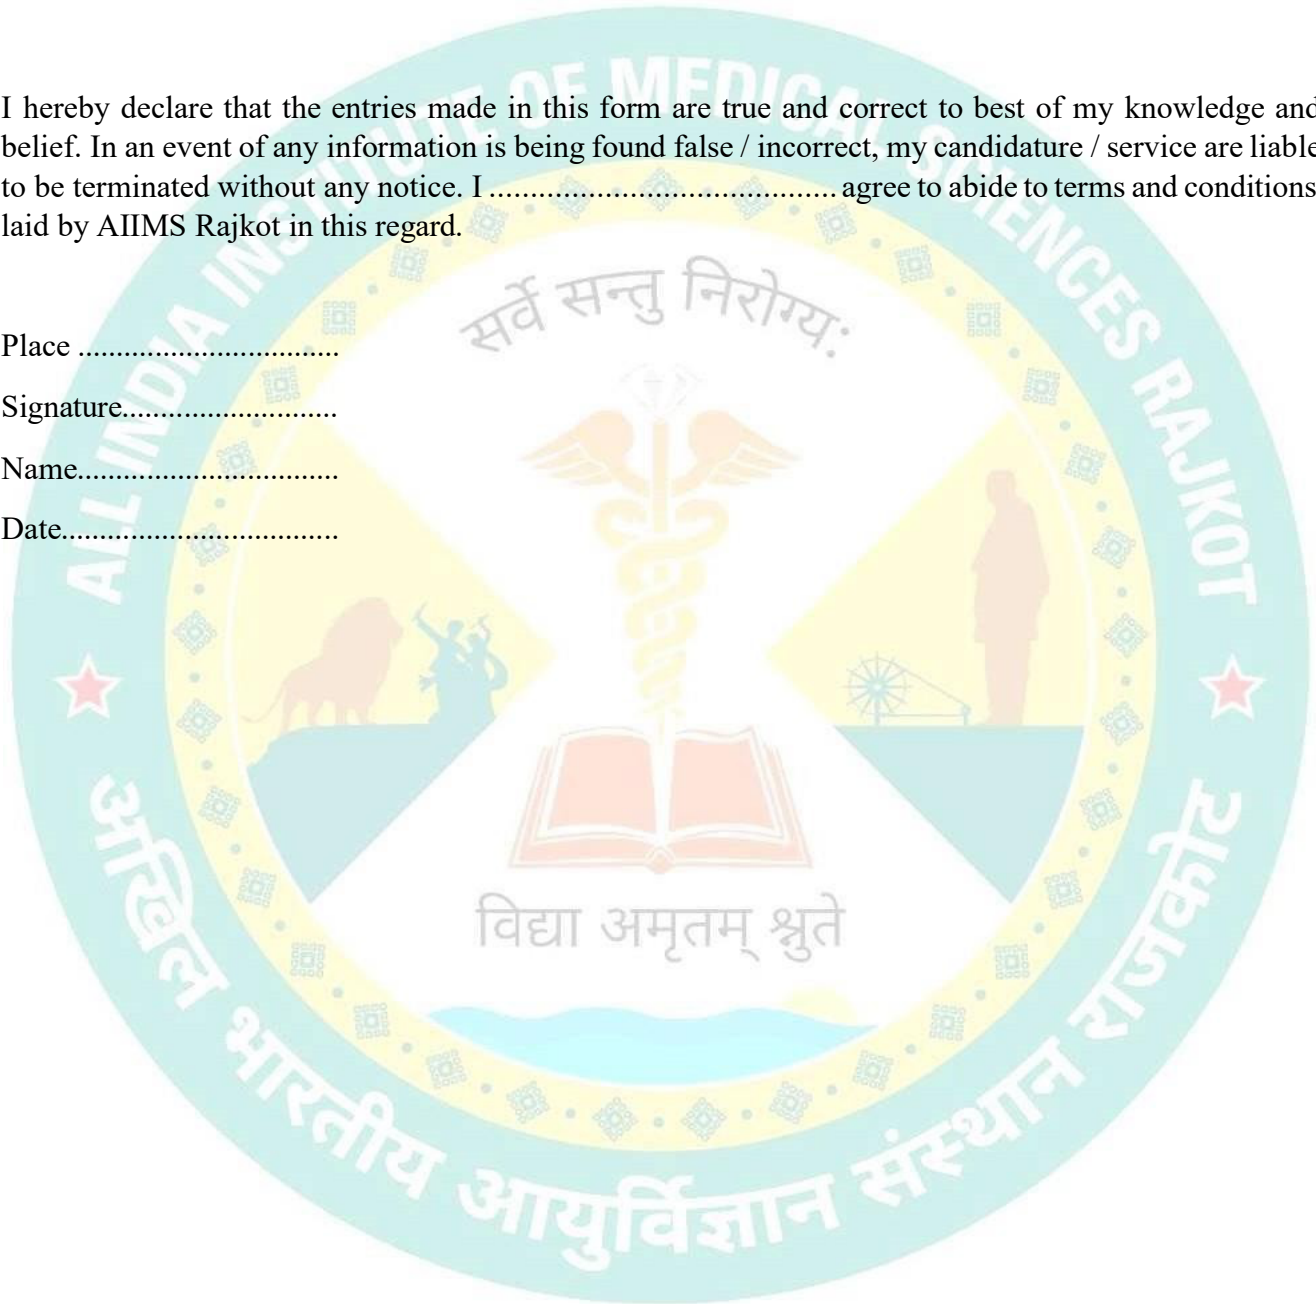 I hereby declare that the entries made in this form are true and correct to best of my knowledge and
belief. In an event of any information is being found false / incorrect, my candidature / service are liable
to be terminated without any notice. I .......................................... agree to abide to terms and conditions
laid by AIIMS Rajkot in this regard.
Place ..................................
Signature............................
Name..................................
Date....................................
ALL INDIA INSTITUTE OF MEDICAL SCIENCES RAJKOT
सर्वे सन्तु निरोग्य:
विद्या अमृतम् श्रुते
अखिल भारतीय आयुर्विज्ञान संस्थान राजकोट